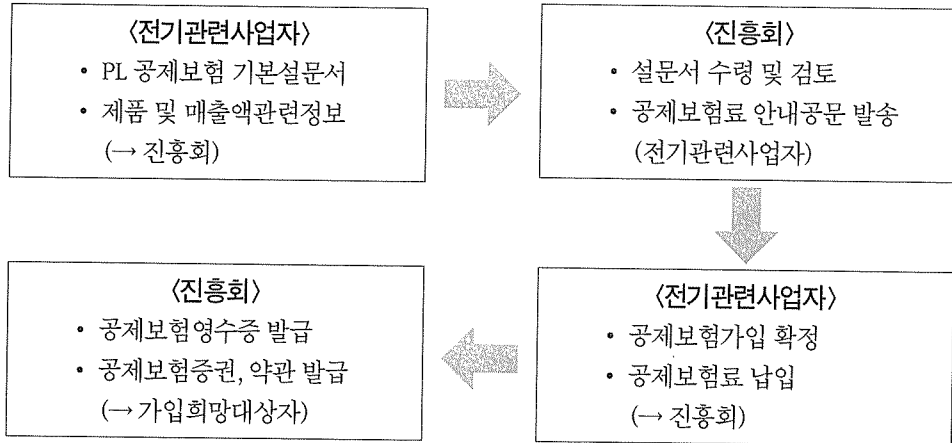 〈전기관련사업자〉
• PL 공제보험 기본설문서
• 제품 및 매출액관련정보
(→ 진흥회)
〈진흥회〉
• 설문서 수령 및 검토
• 공제보험료 안내공문 발송
(전기관련사업자)
〈전기관련사업자〉
• 공제보험가입 확정
• 공제보험료 납입
(→ 진흥회)
〈진흥회〉
• 공제보험영수증 발급
• 공제보험증권, 약관 발급
(→ 가입희망대상자)